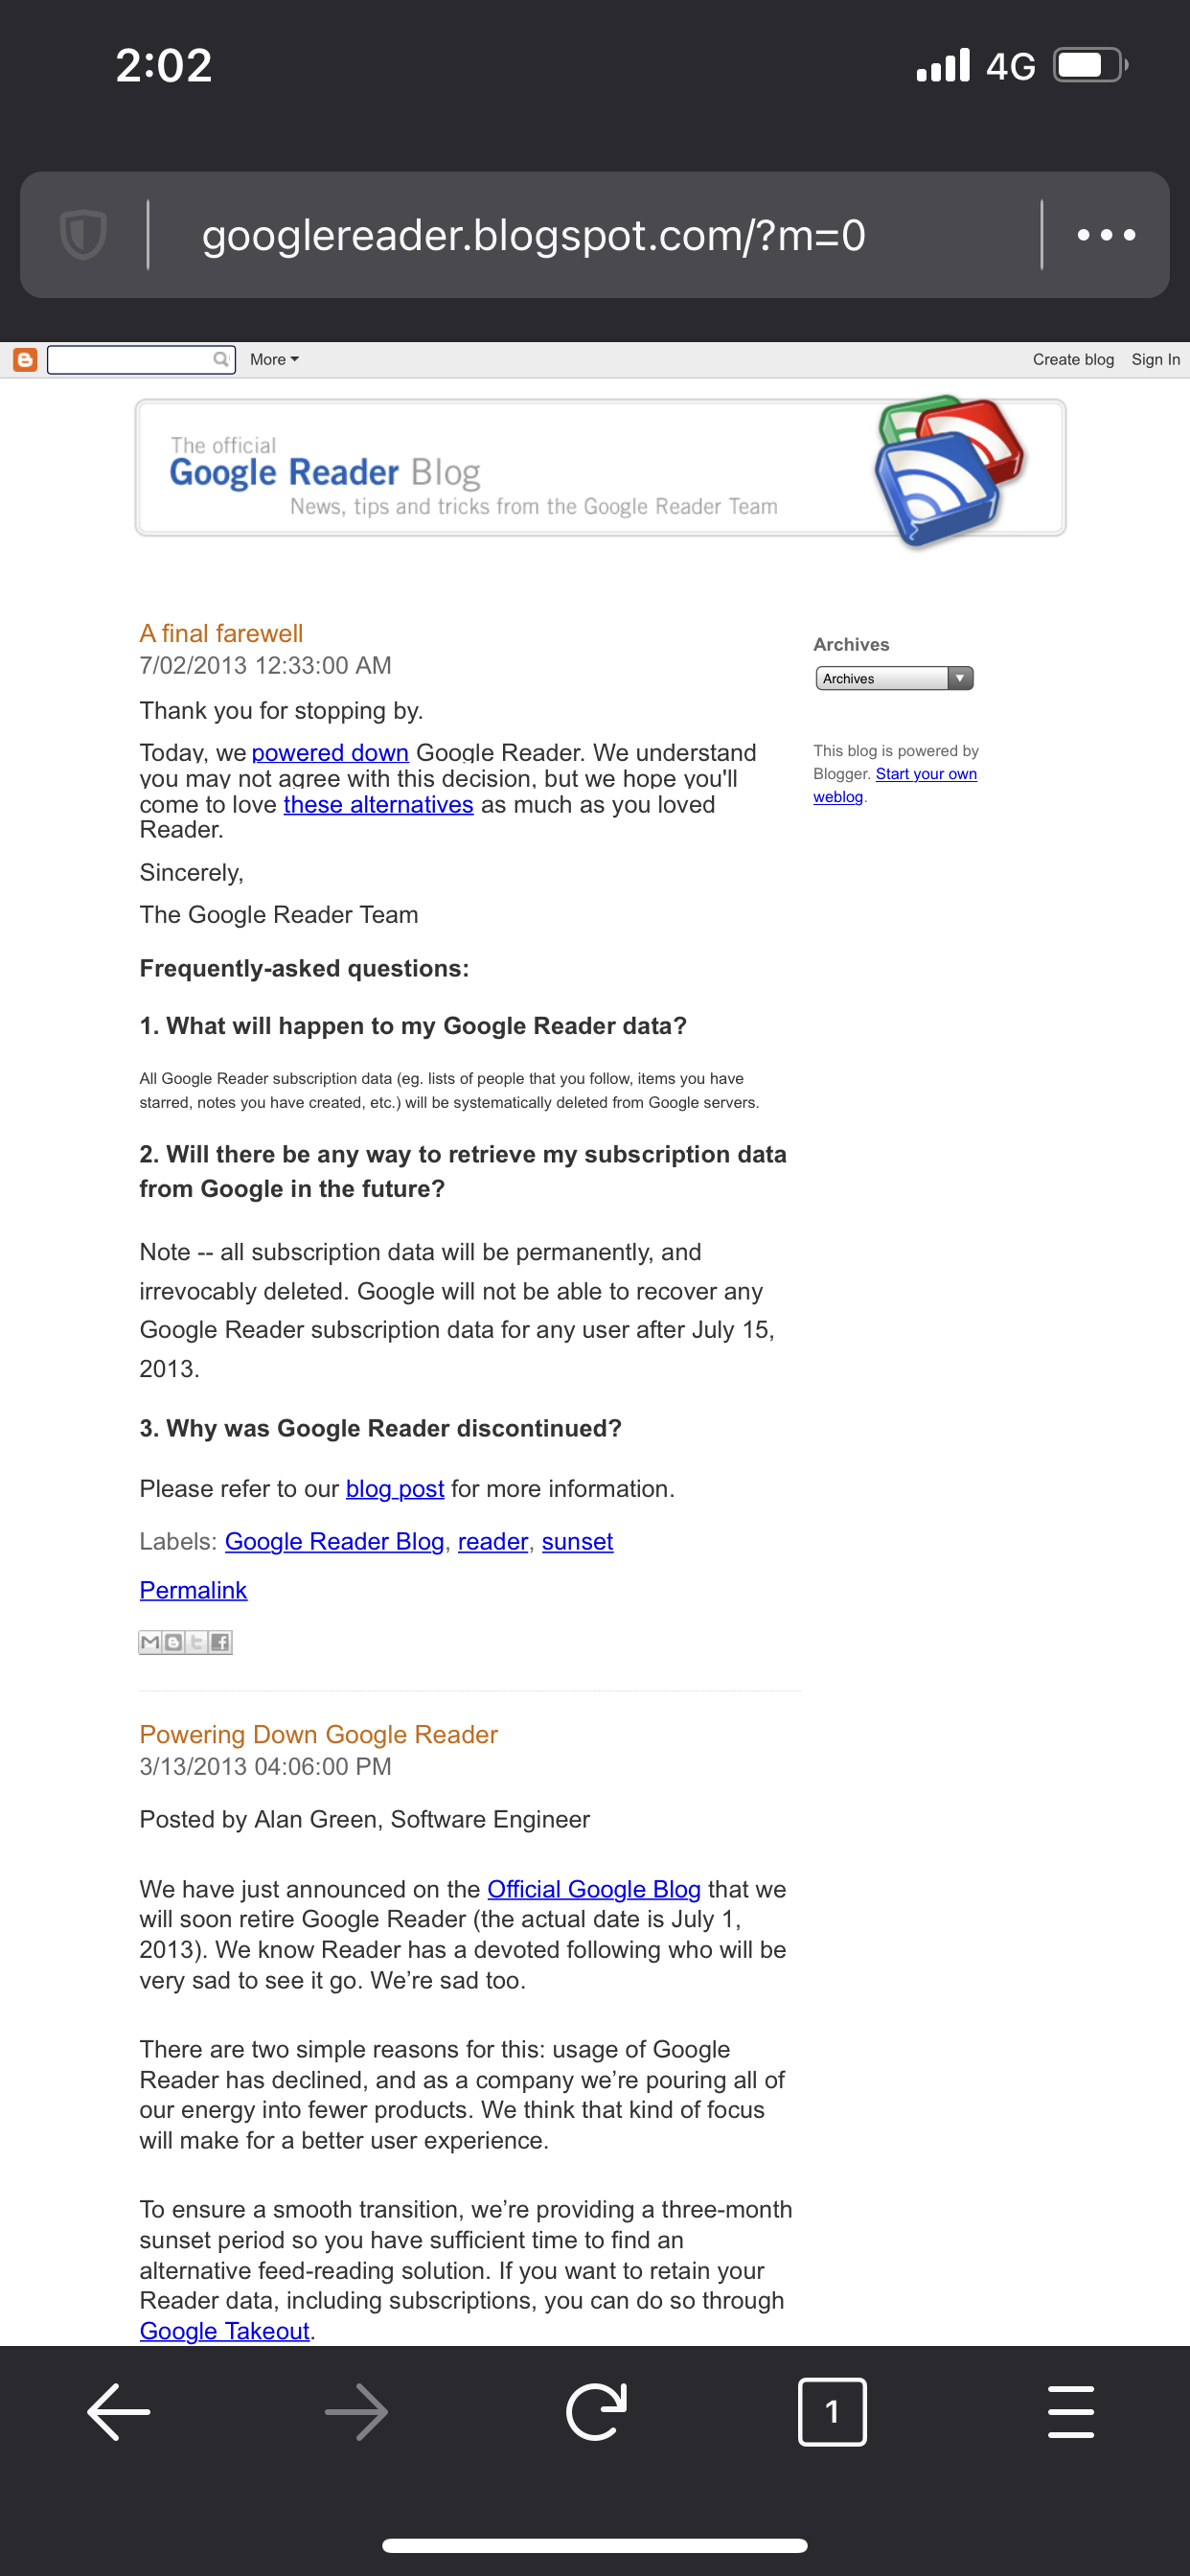 2:02
4G
googlereader.blogspot.com/?m=0
More
Create blog
Sign In
The official
Google Reader Blog
News, tips and tricks from the Google Reader Team
A final farewell
7/02/2013 12:33:00 AM
Thank you for stopping by.
Today, we powered down Google Reader. We understand
you may not agree with this decision, but we hope you'll
come to love these alternatives as much as you loved
Reader.
Sincerely,
The Google Reader Team
Frequently-asked questions:
1. What will happen to my Google Reader data?
All Google Reader subscription data (eg. lists of people that you follow, items you have
starred, notes you have created, etc.) will be systematically deleted from Google servers.
2. Will there be any way to retrieve my subscription data
from Google in the future?
Note -- all subscription data will be permanently, and
irrevocably deleted. Google will not be able to recover any
Google Reader subscription data for any user after July 15,
2013.
3. Why was Google Reader discontinued?
Please refer to our blog post for more information.
Labels: Google Reader Blog, reader, sunset
Permalink
Powering Down Google Reader
3/13/2013 04:06:00 PM
Posted by Alan Green, Software Engineer
We have just announced on the Official Google Blog that we
will soon retire Google Reader (the actual date is July 1,
2013). We know Reader has a devoted following who will be
very sad to see it go. We’re sad too.
There are two simple reasons for this: usage of Google
Reader has declined, and as a company we’re pouring all of
our energy into fewer products. We think that kind of focus
will make for a better user experience.
To ensure a smooth transition, we’re providing a three-month
sunset period so you have sufficient time to find an
alternative feed-reading solution. If you want to retain your
Reader data, including subscriptions, you can do so through
Google Takeout.
Archives
Archives
This blog is powered by
Blogger. Start your own
weblog.
1